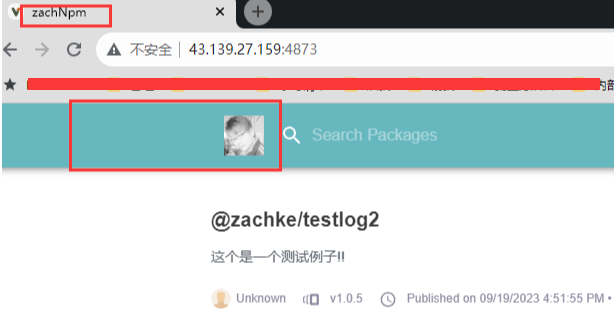 zachNpm
不安全 43.139.27.159:4873
Search Packages
@zachke/testlog2
这个是一个测试例子!!
Unknown v1.0.5 Published on 09/19/2023 4:51:55 PM •